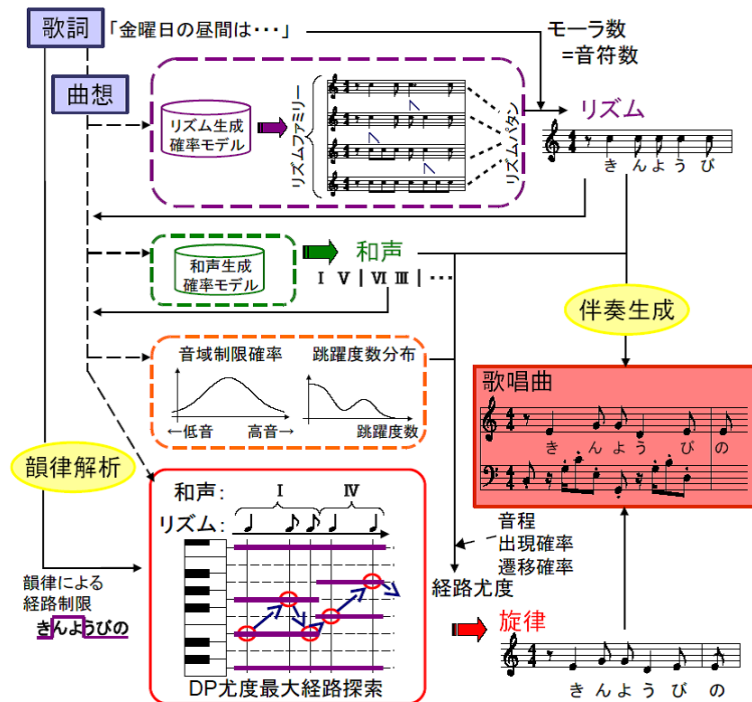 歌詞
「金曜日の昼間は・・・」
モーラ数
=音符数
曲想
リズム生成
確率モデル
リズムファミリー
リズムパタン
リズム
き ん よ う び
和声生成
確率モデル
和声
Ⅰ Ⅴ | Ⅵ Ⅲ | ・・・
伴奏生成
音域制限確率
←低音 高音→
跳躍度数分布
跳躍度数
歌唱曲
き ん よ う び の
韻律解析
和声: Ⅰ Ⅳ
リズム:
音程
出現確率
遷移確率
経路尤度
韻律による
経路制限
きんようびの
DP尤度最大経路探索
旋律
き ん よ う び の